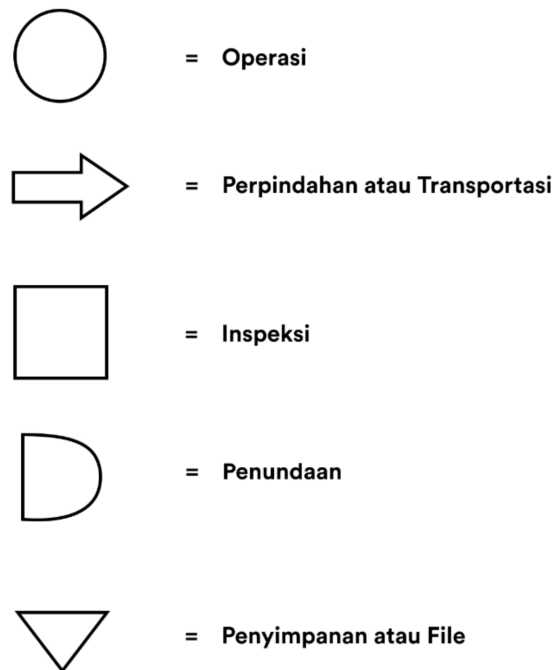 = Operasi
= Perpindahan atau Transportasi
= Inspeksi
= Penundaan
= Penyimpanan atau File